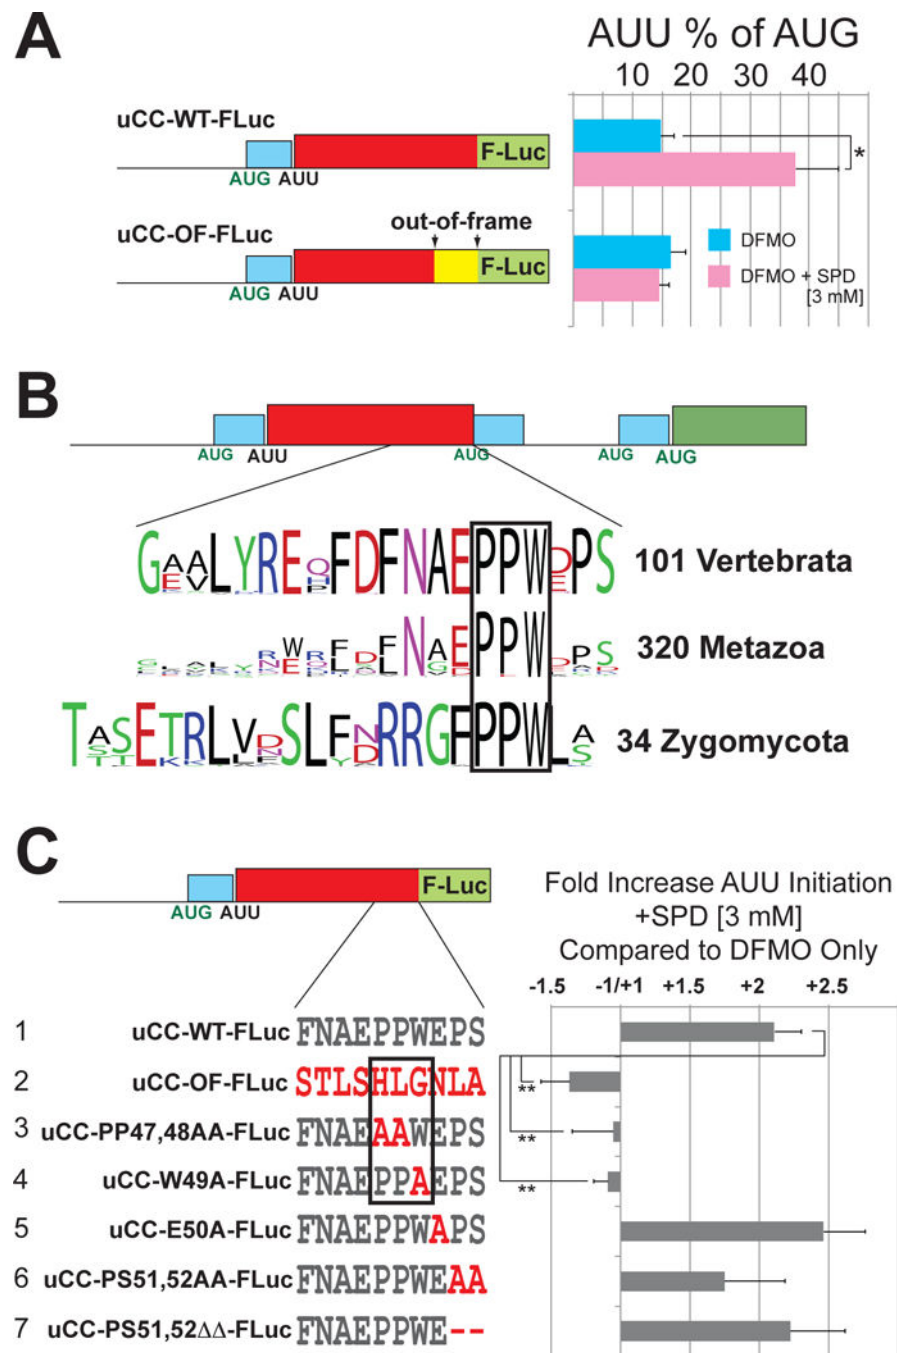 A
AUU % of AUG
10 20 30 40
uCC-WT-FLuc
F-Luc
AUG AUU
*
uCC-OF-FLuc
out-of-frame
F-Luc
AUG AUU
DFMO
DFMO + SPD
[3 mM]
B
AUG AUU AUG AUG AUG
101 Vertebrata
320 Metazoa
34 Zygomycota
C
F-Luc
AUG AUU
Fold Increase AUU Initiation
+SPD [3 mM]
Compared to DFMO Only
-1.5 -1/+1 +1.5 +2 +2.5
1 uCC-WT-FLuc FNAEPPWEPS
2 uCC-OF-FLuc STLSHLGNLA **
3 uCC-PP47,48AA-FLuc FNAEAAWEPS **
4 uCC-W49A-FLuc FNAEPPAEPS **
5 uCC-E50A-FLuc FNAEPPWAPS
6 uCC-PS51,52AA-FLuc FNAEPPWEAA
7 uCC-PS51,52ΔΔ-FLuc FNAEPPWE--